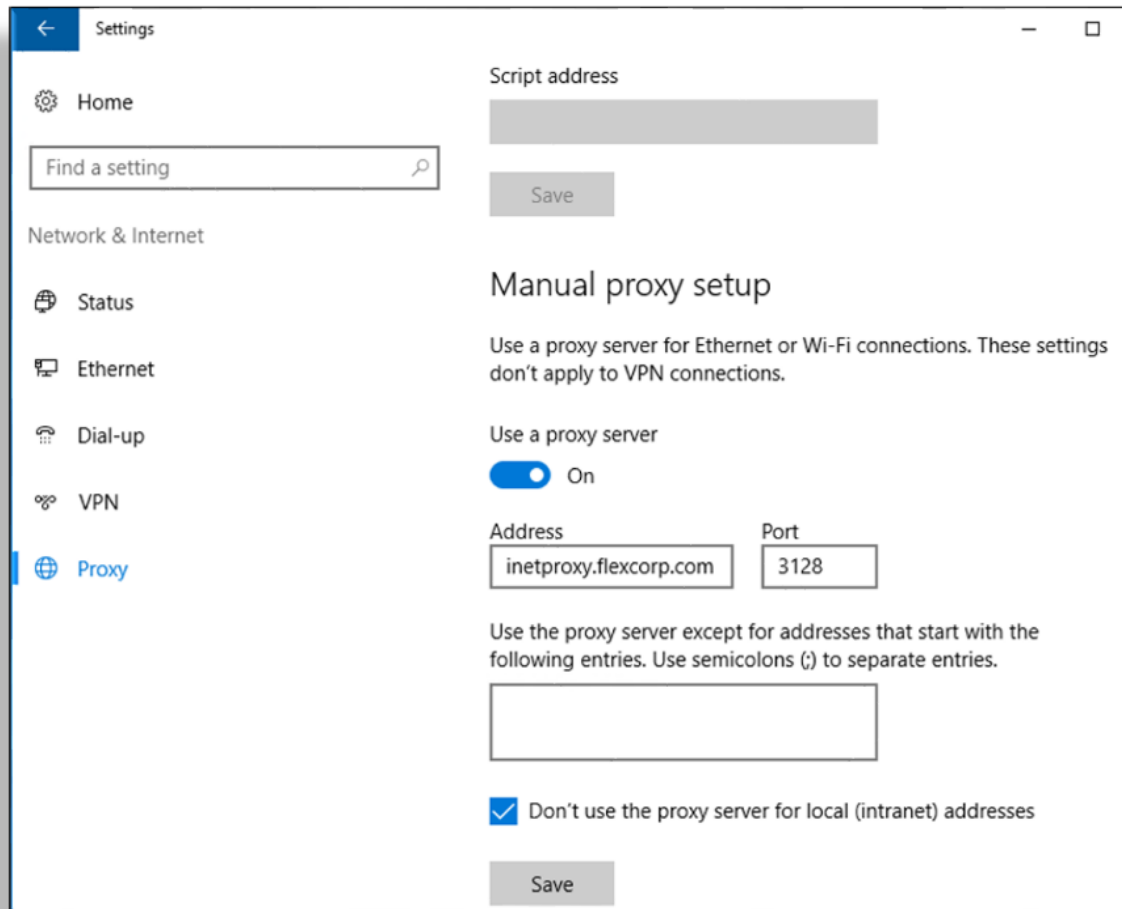 Settings
Home
Find a setting
Network & Internet
Status
Ethernet
Dial-up
VPN
Proxy
Script address
Save
Manual proxy setup
Use a proxy server for Ethernet or Wi-Fi connections. These settings
don't apply to VPN connections.
Use a proxy server
On
Address Port
inetproxy.flexcorp.com 3128
Use the proxy server except for addresses that start with the
following entries. Use semicolons (;) to separate entries.
Don't use the proxy server for local (intranet) addresses
Save